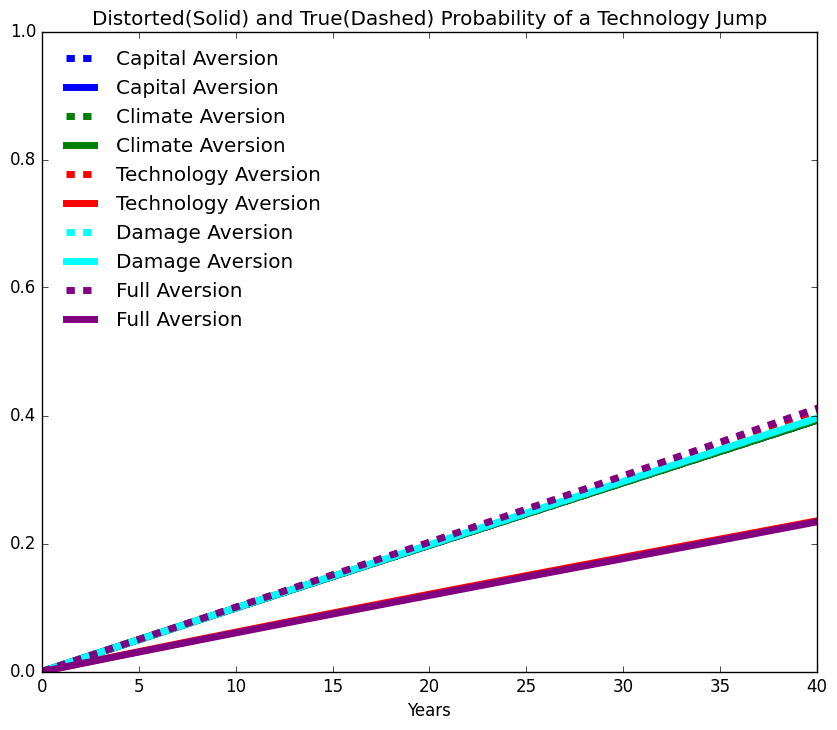 Distorted(Solid) and True(Dashed) Probability of a Technology Jump
1.0
0.8
0.6
0.4
0.2
0.0
Capital Aversion
Capital Aversion
Climate Aversion
Climate Aversion
Technology Aversion
Technology Aversion
Damage Aversion
Damage Aversion
Full Aversion
Full Aversion
0 5 10 15 20 25 30 35 40
Years